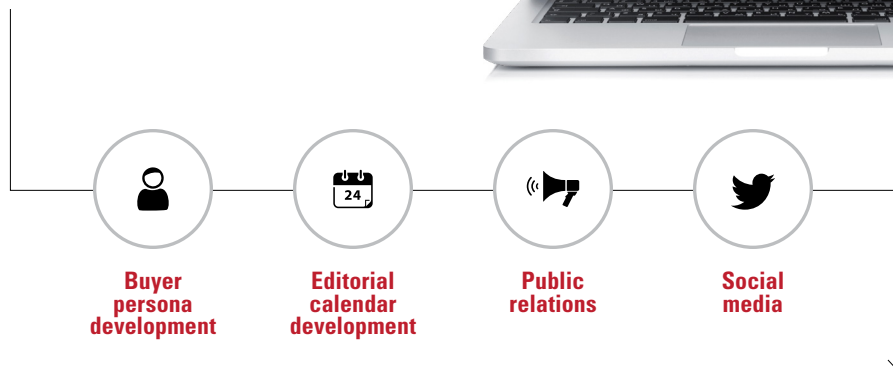 24
Buyer
persona
development
Editorial
calendar
development
Public
relations
Social
media